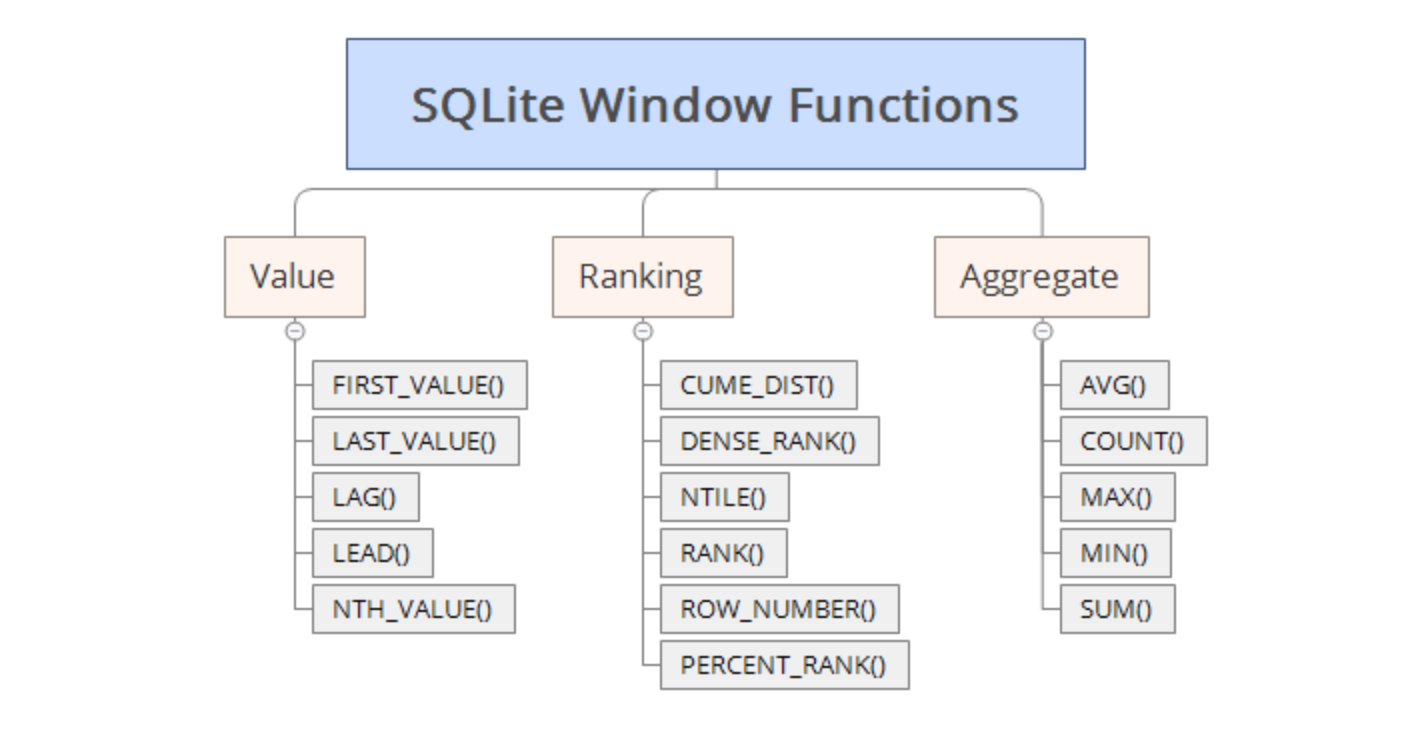 SQLite Window Functions
Value
Ranking
Aggregate
FIRST_VALUE()
LAST_VALUE()
LAG()
LEAD()
NTH_VALUE()
CUME_DIST()
DENSE_RANK()
NTILE()
RANK()
ROW_NUMBER()
PERCENT_RANK()
AVG()
COUNT()
MAX()
MIN()
SUM()